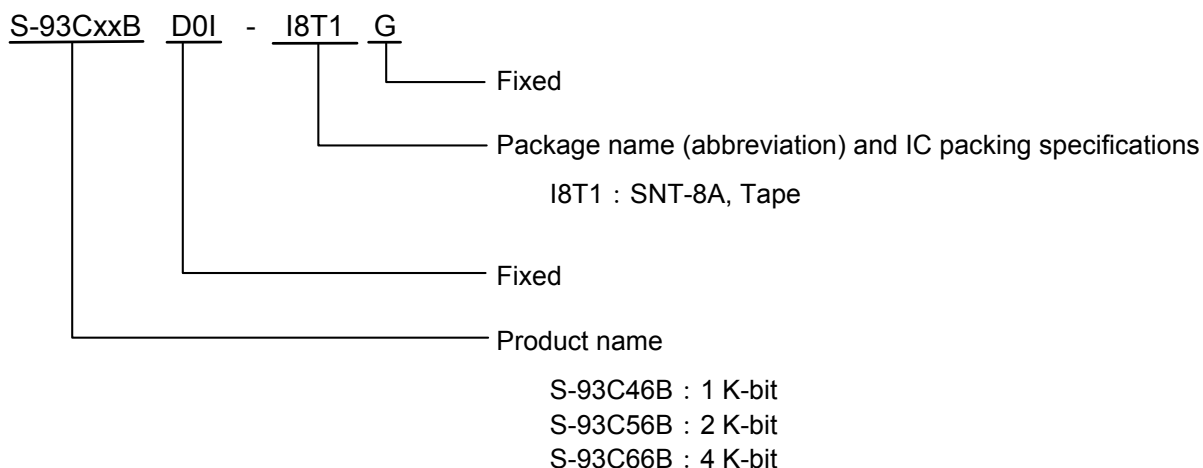 S-93CxxB D0I - I8T1 G
Fixed
Package name (abbreviation) and IC packing specifications
I8T1 : SNT-8A, Tape
Fixed
Product name
S-93C46B : 1 K-bit
S-93C56B : 2 K-bit
S-93C66B : 4 K-bit